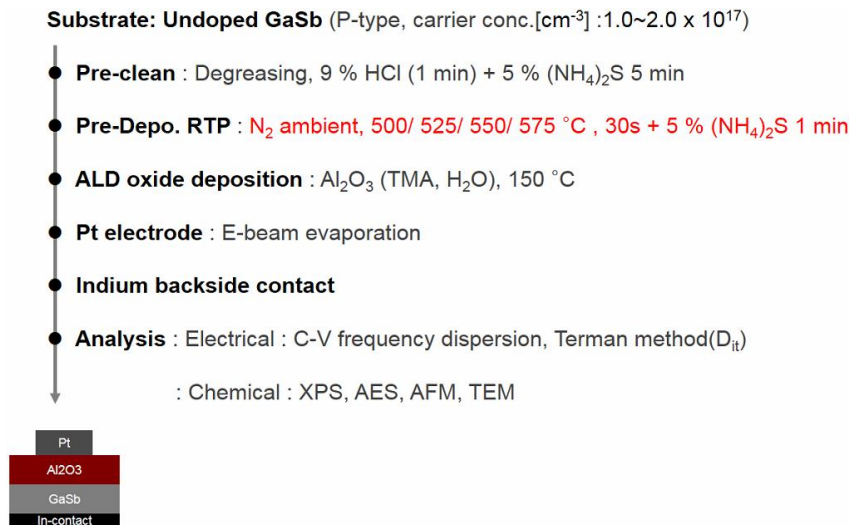 Substrate: Undoped GaSb (P-type, carrier conc.[cm⁻³] :1.0~2.0 x 10¹⁷)
Pre-clean : Degreasing, 9 % HCl (1 min) + 5 % (NH₄)₂S 5 min
Pre-Depo. RTP : N₂ ambient, 500/ 525/ 550/ 575 °C , 30s + 5 % (NH₄)₂S 1 min
ALD oxide deposition : Al₂O₃ (TMA, H₂O), 150 °C
Pt electrode : E-beam evaporation
Indium backside contact
Analysis : Electrical : C-V frequency dispersion, Terman method(Dᵢₜ)
: Chemical : XPS, AES, AFM, TEM
Pt
Al2O3
GaSb
In-contact